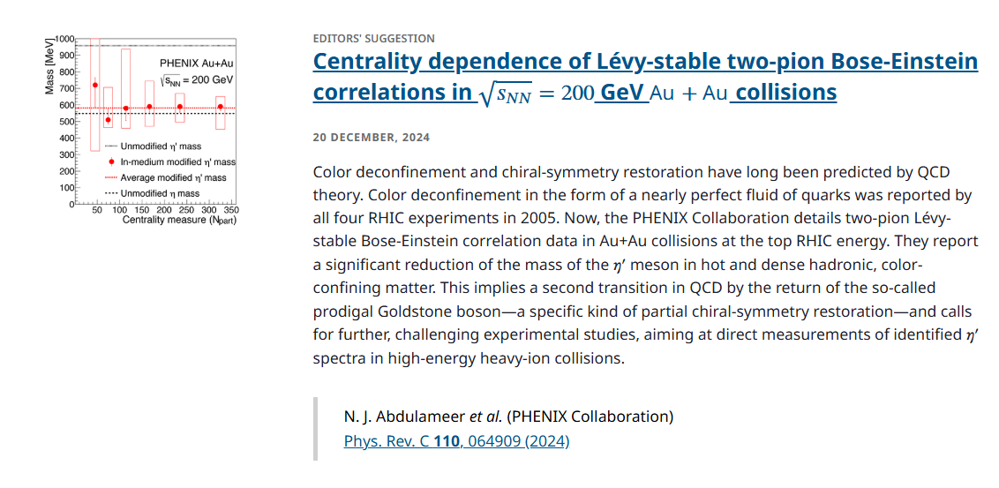 1000
900
800
700
600
500
400
300
200
100
0
Mass [MeV]
PHENIX Au+Au
√sNN = 200 GeV
Unmodified η′ mass
In-medium modified η′ mass
Average modified η′ mass
Unmodified η mass
50 100 150 200 250 300 350
Centrality measure (Npart)
EDITORS' SUGGESTION
Centrality dependence of Lévy-stable two-pion Bose-Einstein
correlations in √sNN = 200 GeV Au + Au collisions
20 DECEMBER, 2024
Color deconfinement and chiral-symmetry restoration have long been predicted by QCD
theory. Color deconfinement in the form of a nearly perfect fluid of quarks was reported by
all four RHIC experiments in 2005. Now, the PHENIX Collaboration details two-pion Lévy-
stable Bose-Einstein correlation data in Au+Au collisions at the top RHIC energy. They report
a significant reduction of the mass of the η′ meson in hot and dense hadronic, color-
confining matter. This implies a second transition in QCD by the return of the so-called
prodigal Goldstone boson—a specific kind of partial chiral-symmetry restoration—and calls
for further, challenging experimental studies, aiming at direct measurements of identified η′
spectra in high-energy heavy-ion collisions.
N. J. Abdulameer et al. (PHENIX Collaboration)
Phys. Rev. C 110, 064909 (2024)